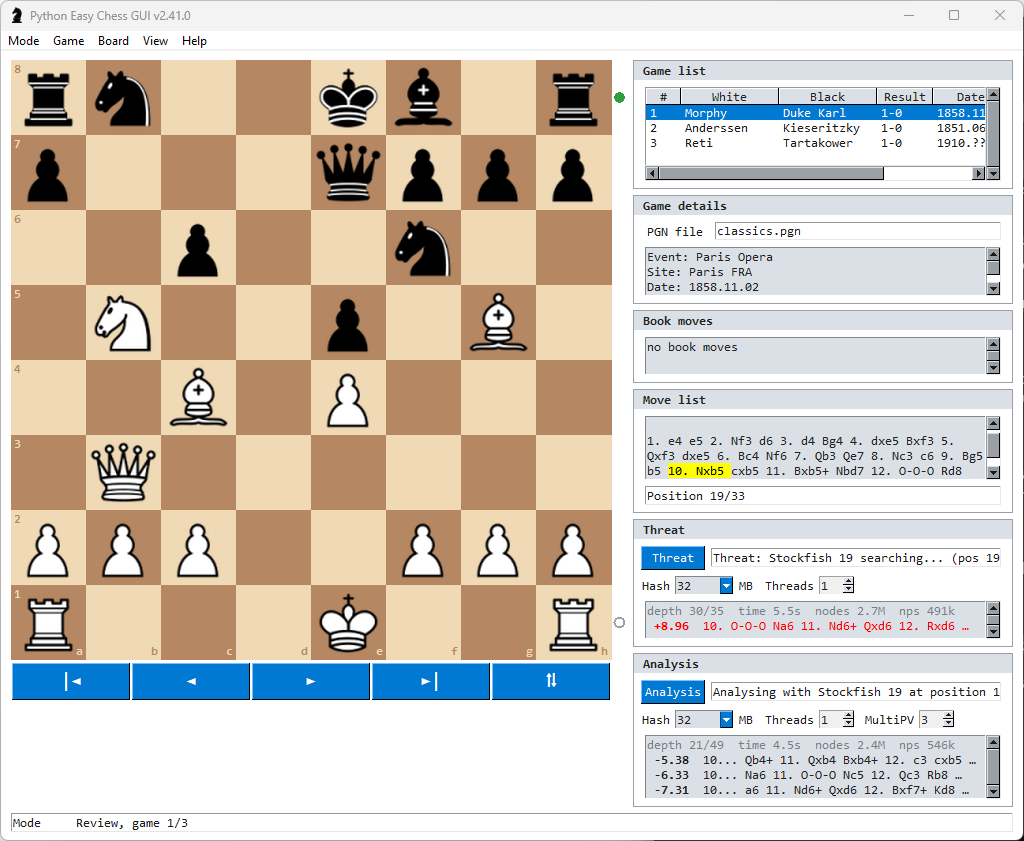 Python Easy Chess GUI v2.41.0
Mode Game Board View Help
8
7
6
5
4
3
2
1
a b c d e f g h
|◄ ◄ ► ►| ⇅
Game list
# White Black Result Date
1 Morphy Duke Karl 1-0 1858.11
2 Anderssen Kieseritzky 1-0 1851.06
3 Reti Tartakower 1-0 1910.??
Game details
PGN file classics.pgn
Event: Paris Opera
Site: Paris FRA
Date: 1858.11.02
Book moves
no book moves
Move list
1. e4 e5 2. Nf3 d6 3. d4 Bg4 4. dxe5 Bxf3 5.
Qxf3 dxe5 6. Bc4 Nf6 7. Qb3 Qe7 8. Nc3 c6 9. Bg5
b5 10. Nxb5 cxb5 11. Bxb5+ Nbd7 12. O-O-O Rd8
Position 19/33
Threat
Threat Threat: Stockfish 19 searching... (pos 19
Hash 32 MB Threads 1
depth 30/35 time 5.5s nodes 2.7M nps 491k
+8.96 10. O-O-O Na6 11. Nd6+ Qxd6 12. Rxd6 …
Analysis
Analysis Analysing with Stockfish 19 at position 1
Hash 32 MB Threads 1 MultiPV 3
depth 21/49 time 4.5s nodes 2.4M nps 546k
-5.38 10... Qb4+ 11. Qxb4 Bxb4+ 12. c3 cxb5 …
-6.33 10... Na6 11. O-O-O Nc5 12. Qc3 Rb8 …
-7.31 10... a6 11. Nd6+ Qxd6 12. Bxf7+ Kd8 …
Mode Review, game 1/3